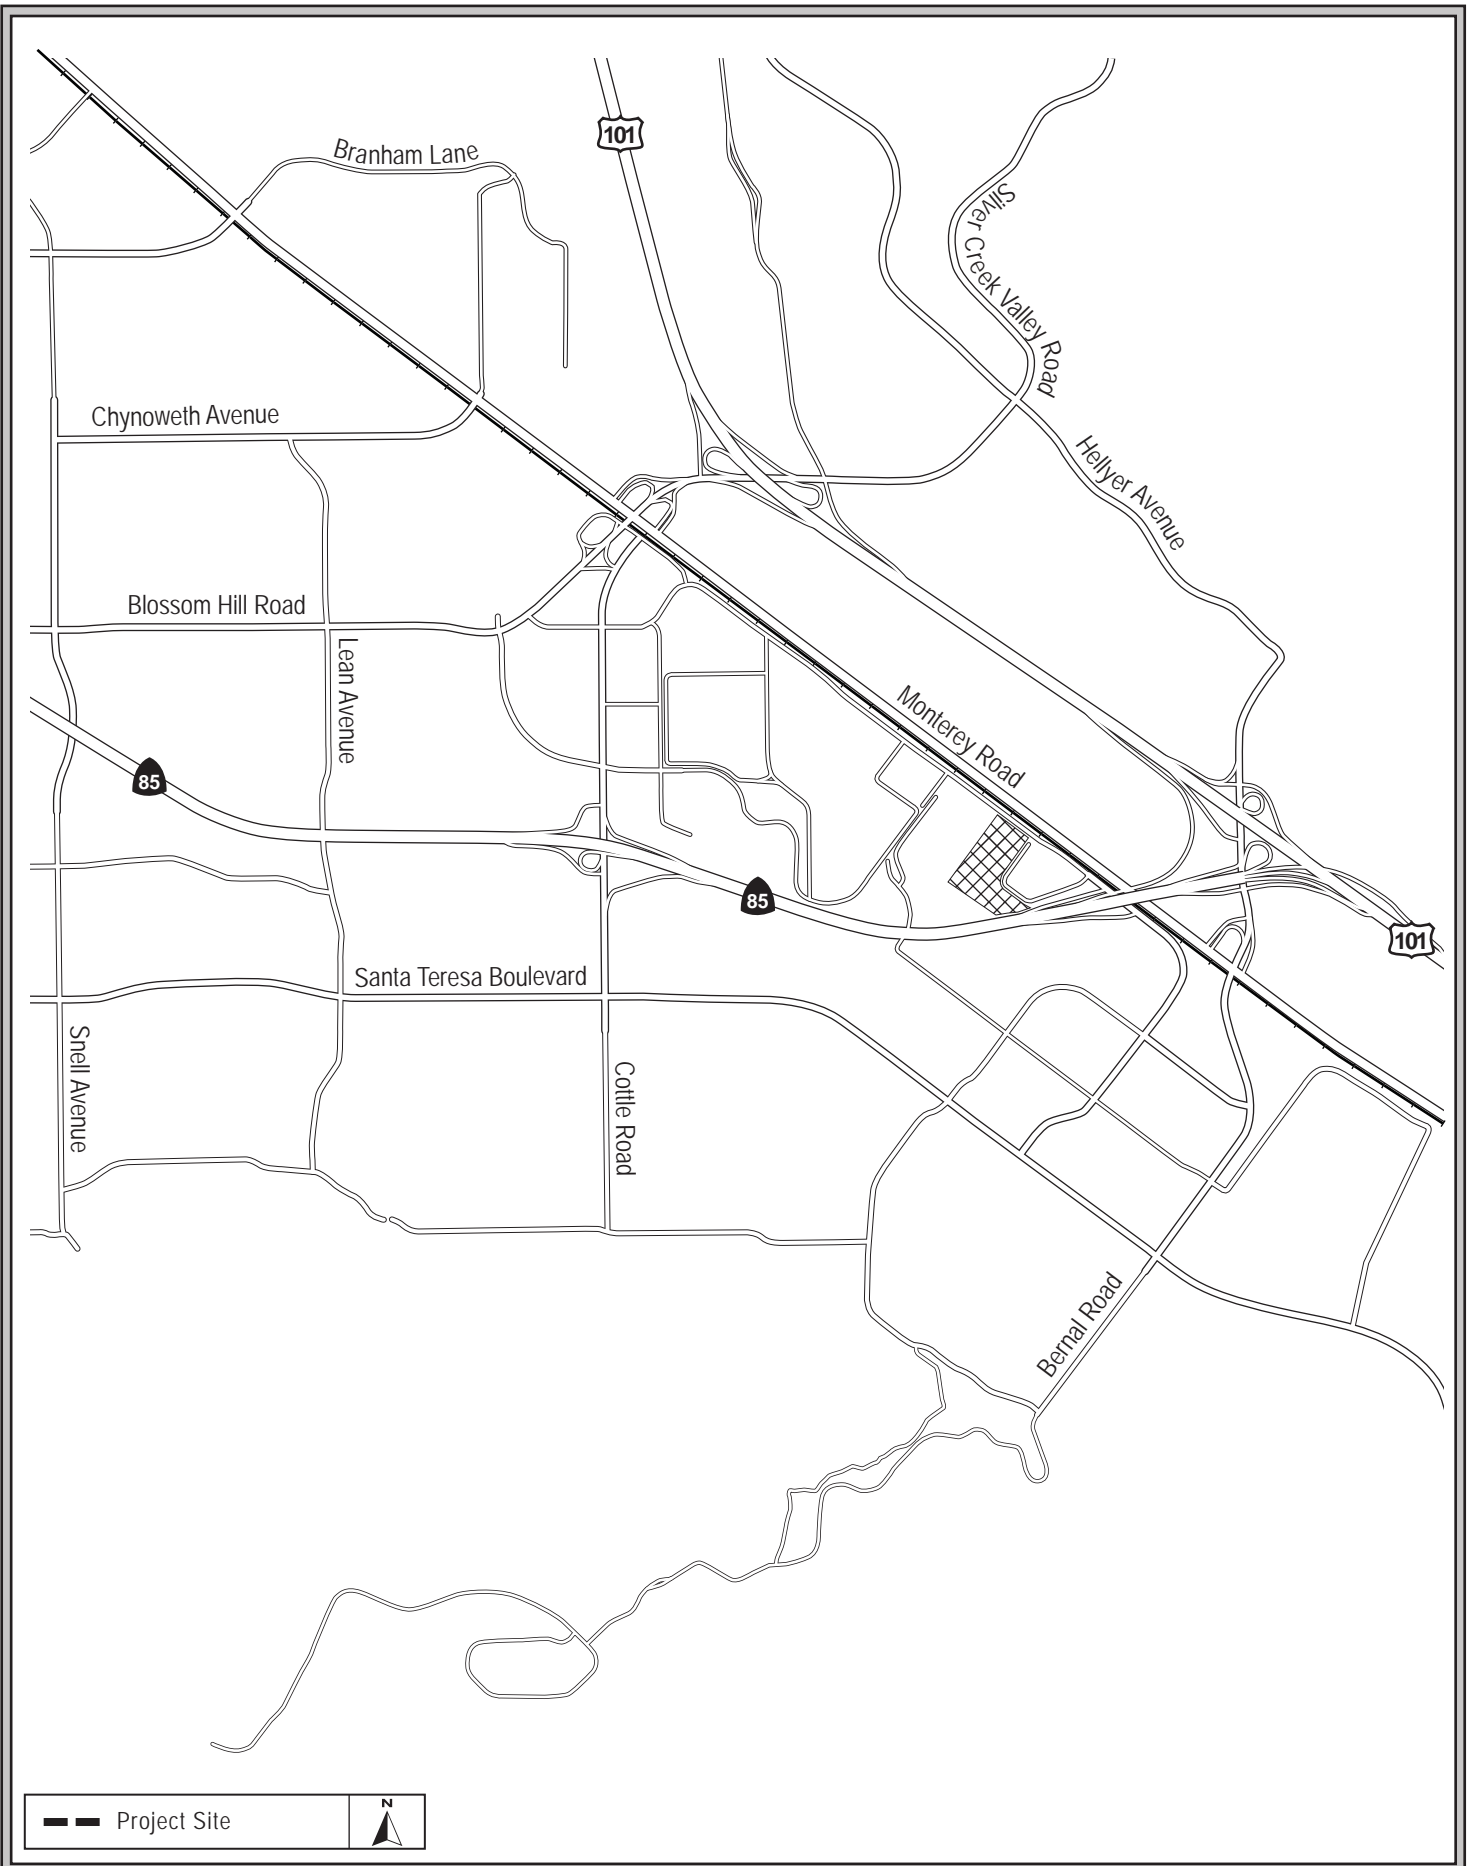 101
Branham Lane
Silver Creek Valley Road
Chynoweth Avenue
Hellyer Avenue
Blossom Hill Road
Lean Avenue
Monterey Road
85
85
101
Santa Teresa Boulevard
Snell Avenue
Cottle Road
Bernal Road
Project Site
N